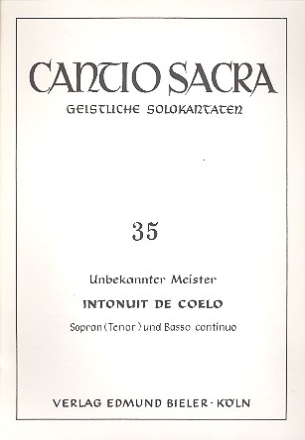 CANTIO SACRA
GEISTLICHE SOLOKANTATEN
35
Unbekannter Meister
INTONUIT DE COELO
Sopran (Tenor) und Basso continuo
VERLAG EDMUND BIELER · KÖLN